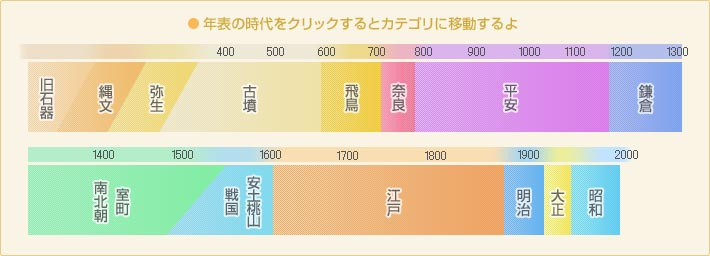 年表の時代をクリックするとカテゴリに移動するよ
400 500 600 700 800 900 1000 1100 1200 1300
旧石器 縄文 弥生 古墳 飛鳥 奈良 平安 鎌倉
1400 1500 1600 1700 1800 1900 2000
南北朝 室町 戦国 安土桃山 江戸 明治 大正 昭和